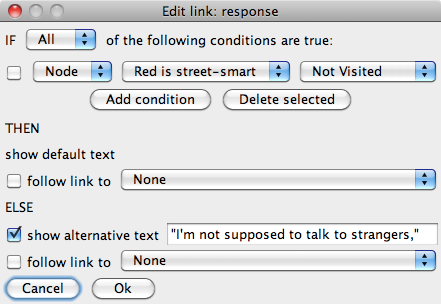 Edit link: response
IF All of the following conditions are true:
Node Red is street-smart Not Visited
Add condition Delete selected
THEN
show default text
follow link to None
ELSE
show alternative text "I'm not supposed to talk to strangers,"
follow link to None
Cancel Ok